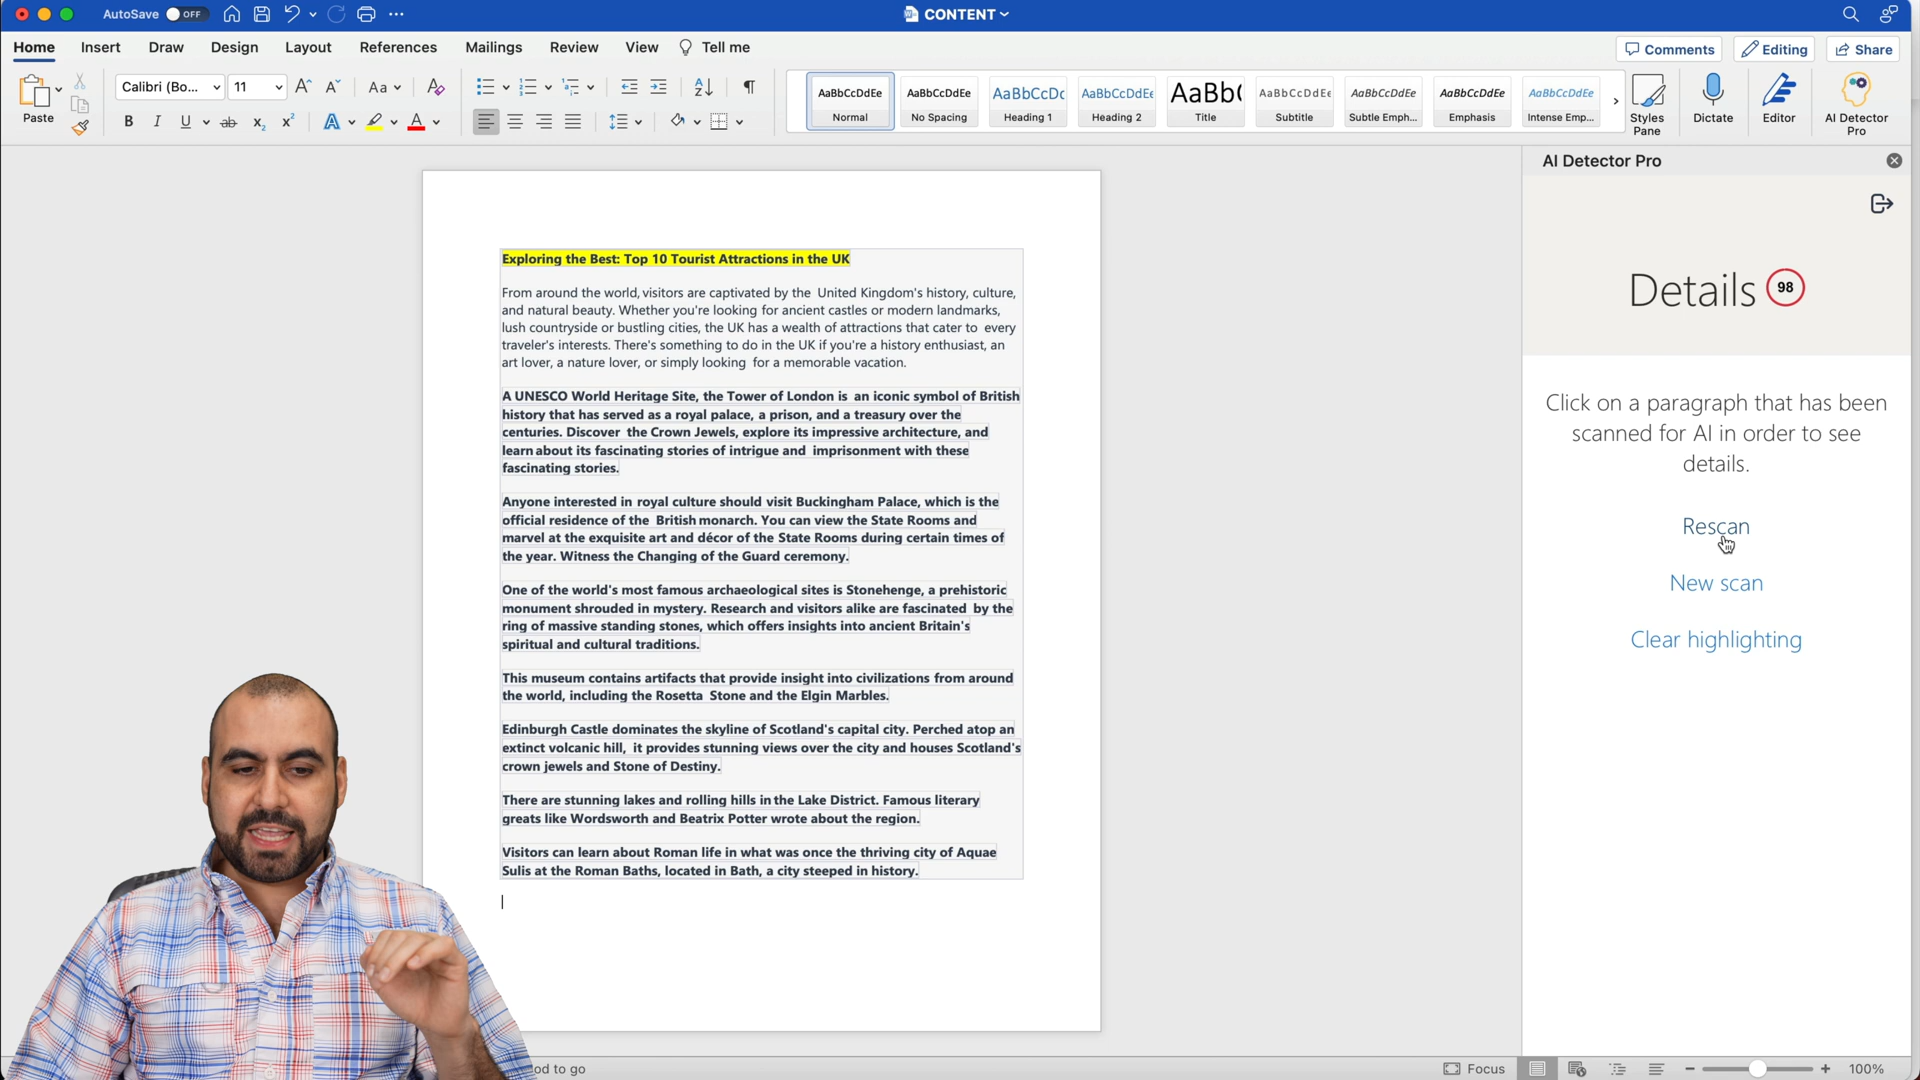 AutoSave OFF
CONTENT
Home Insert Draw Design Layout References Mailings Review View Tell me
Comments Editing Share
Paste
Calibri (Bo... 11
Aa
B I U ab x2 x2 A A
AaBbCcDdEe AaBbCcDdEe AaBbCcDc AaBbCcDdEe AaBb( AaBbCcDdEe AaBbCcDdEe AaBbCcDdEe AaBbCcDdEe
Normal No Spacing Heading 1 Heading 2 Title Subtitle Subtle Emph... Emphasis Intense Emp...
Styles
Pane
Dictate
Editor
AI Detector
Pro
AI Detector Pro
Details 98
Click on a paragraph that has been
scanned for AI in order to see
details.
Rescan
New scan
Clear highlighting
Exploring the Best: Top 10 Tourist Attractions in the UK
From around the world, visitors are captivated by the United Kingdom's history, culture,
and natural beauty. Whether you're looking for ancient castles or modern landmarks,
lush countryside or bustling cities, the UK has a wealth of attractions that cater to every
traveler's interests. There's something to do in the UK if you're a history enthusiast, an
art lover, a nature lover, or simply looking for a memorable vacation.
A UNESCO World Heritage Site, the Tower of London is an iconic symbol of British
history that has served as a royal palace, a prison, and a treasury over the
centuries. Discover the Crown Jewels, explore its impressive architecture, and
learn about its fascinating stories of intrigue and imprisonment with these
fascinating stories.
Anyone interested in royal culture should visit Buckingham Palace, which is the
official residence of the British monarch. You can view the State Rooms and
marvel at the exquisite art and décor of the State Rooms during certain times of
the year. Witness the Changing of the Guard ceremony.
One of the world's most famous archaeological sites is Stonehenge, a prehistoric
monument shrouded in mystery. Research and visitors alike are fascinated by the
ring of massive standing stones, which offers insights into ancient Britain's
spiritual and cultural traditions.
This museum contains artifacts that provide insight into civilizations from around
the world, including the Rosetta Stone and the Elgin Marbles.
Edinburgh Castle dominates the skyline of Scotland's capital city. Perched atop an
extinct volcanic hill, it provides stunning views over the city and houses Scotland's
crown jewels and Stone of Destiny.
There are stunning lakes and rolling hills in the Lake District. Famous literary
greats like Wordsworth and Beatrix Potter wrote about the region.
Visitors can learn about Roman life in what was once the thriving city of Aquae
Sulis at the Roman Baths, located in Bath, a city steeped in history.
od to go
Focus
100%